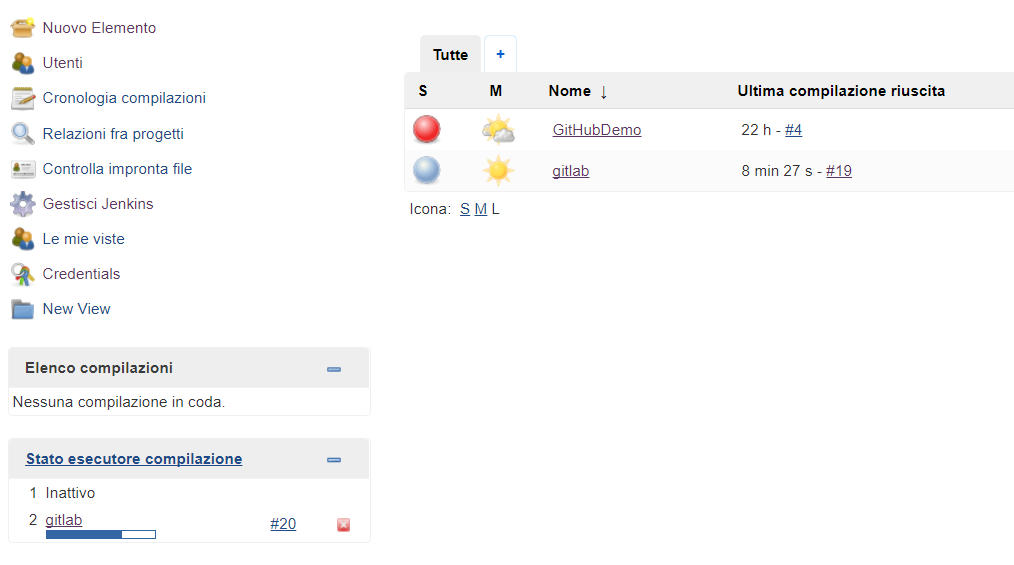 Nuovo Elemento
Utenti
Cronologia compilazioni
Relazioni fra progetti
Controlla impronta file
Gestisci Jenkins
Le mie viste
Credentials
New View
Elenco compilazioni
Nessuna compilazione in coda.
Stato esecutore compilazione
1 Inattivo
2 gitlab #20
Tutte +
S M Nome ↓ Ultima compilazione riuscita
GitHubDemo 22 h - #4
gitlab 8 min 27 s - #19
Icona: S M L